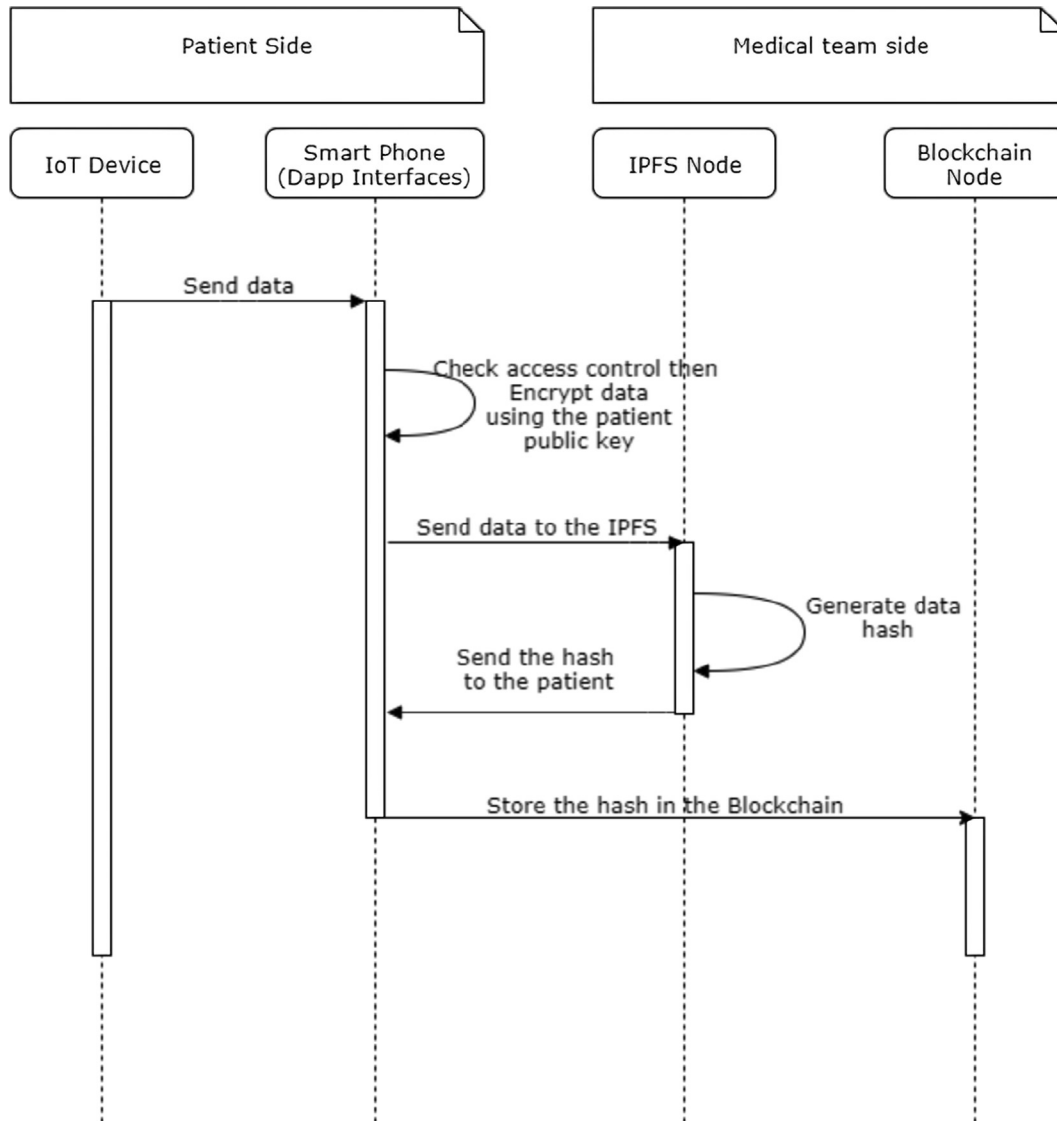 Patient Side
Medical team side
IoT Device
Smart Phone
(Dapp Interfaces)
IPFS Node
Blockchain
Node
Send data
Check access control then
Encrypt data
using the patient
public key
Send data to the IPFS
Generate data
hash
Send the hash
to the patient
Store the hash in the Blockchain